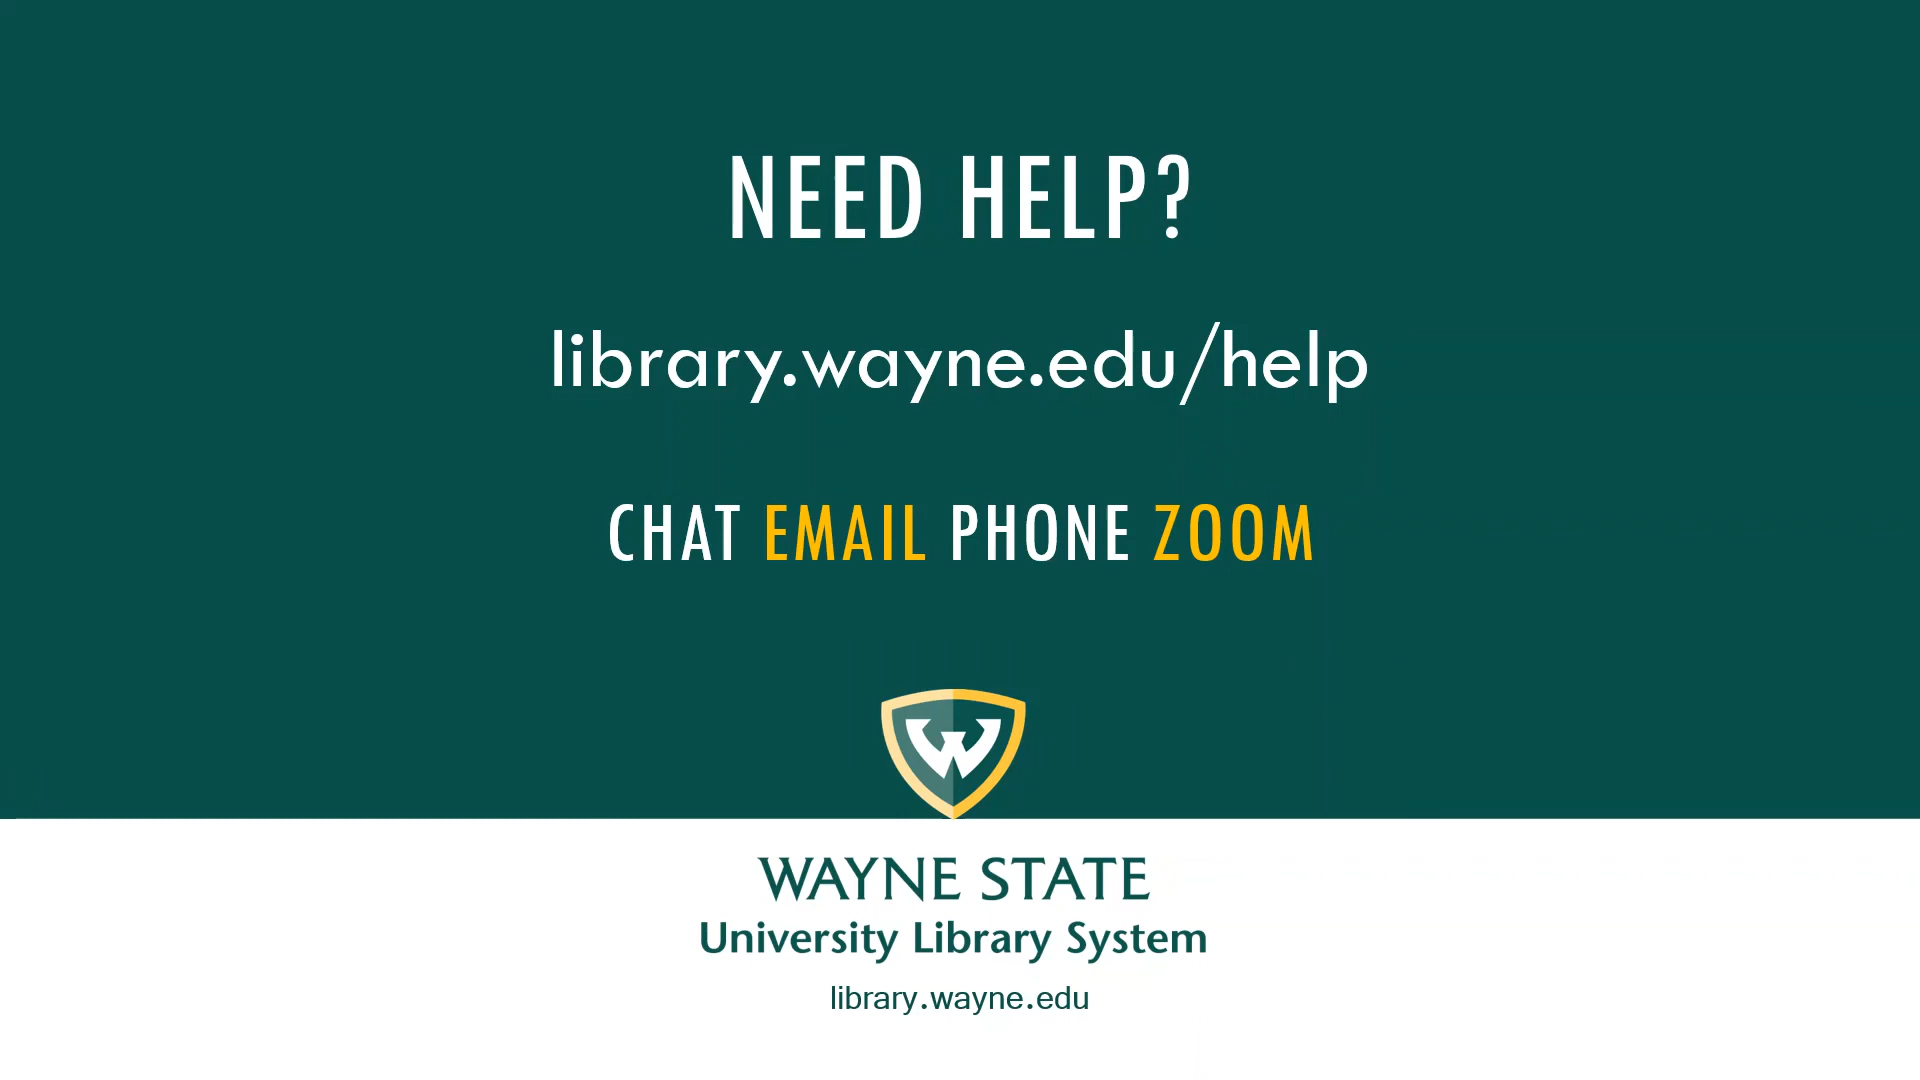 NEED HELP?
library.wayne.edu/help
CHAT EMAIL PHONE ZOOM
W
WAYNE STATE
University Library System
library.wayne.edu